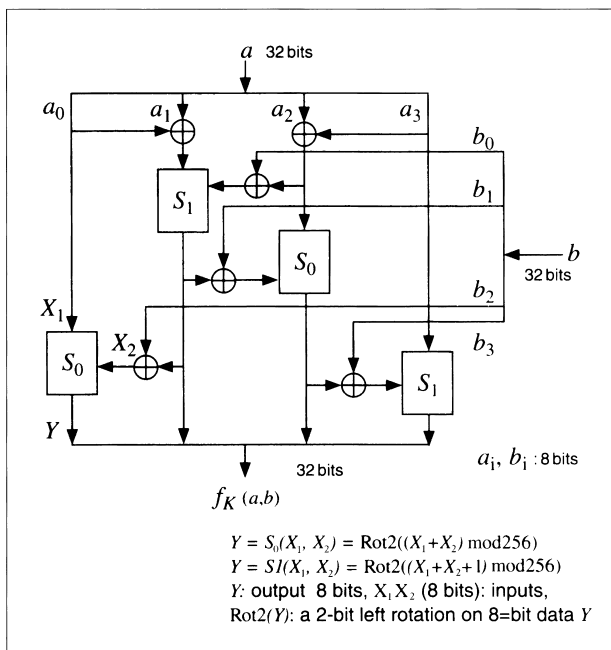 a 32 bits
a0 a1 a2 a3
b0
S1
b1
S0
b
32 bits
b2
X1
X2
b3
S0
S1
Y
32 bits
ai, bi : 8 bits
fK (a,b)
Y = S0(X1, X2) = Rot2((X1+X2) mod256)
Y = S1(X1, X2) = Rot2((X1+X2+1) mod256)
Y: output 8 bits, X1X2 (8 bits): inputs,
Rot2(Y): a 2-bit left rotation on 8=bit data Y